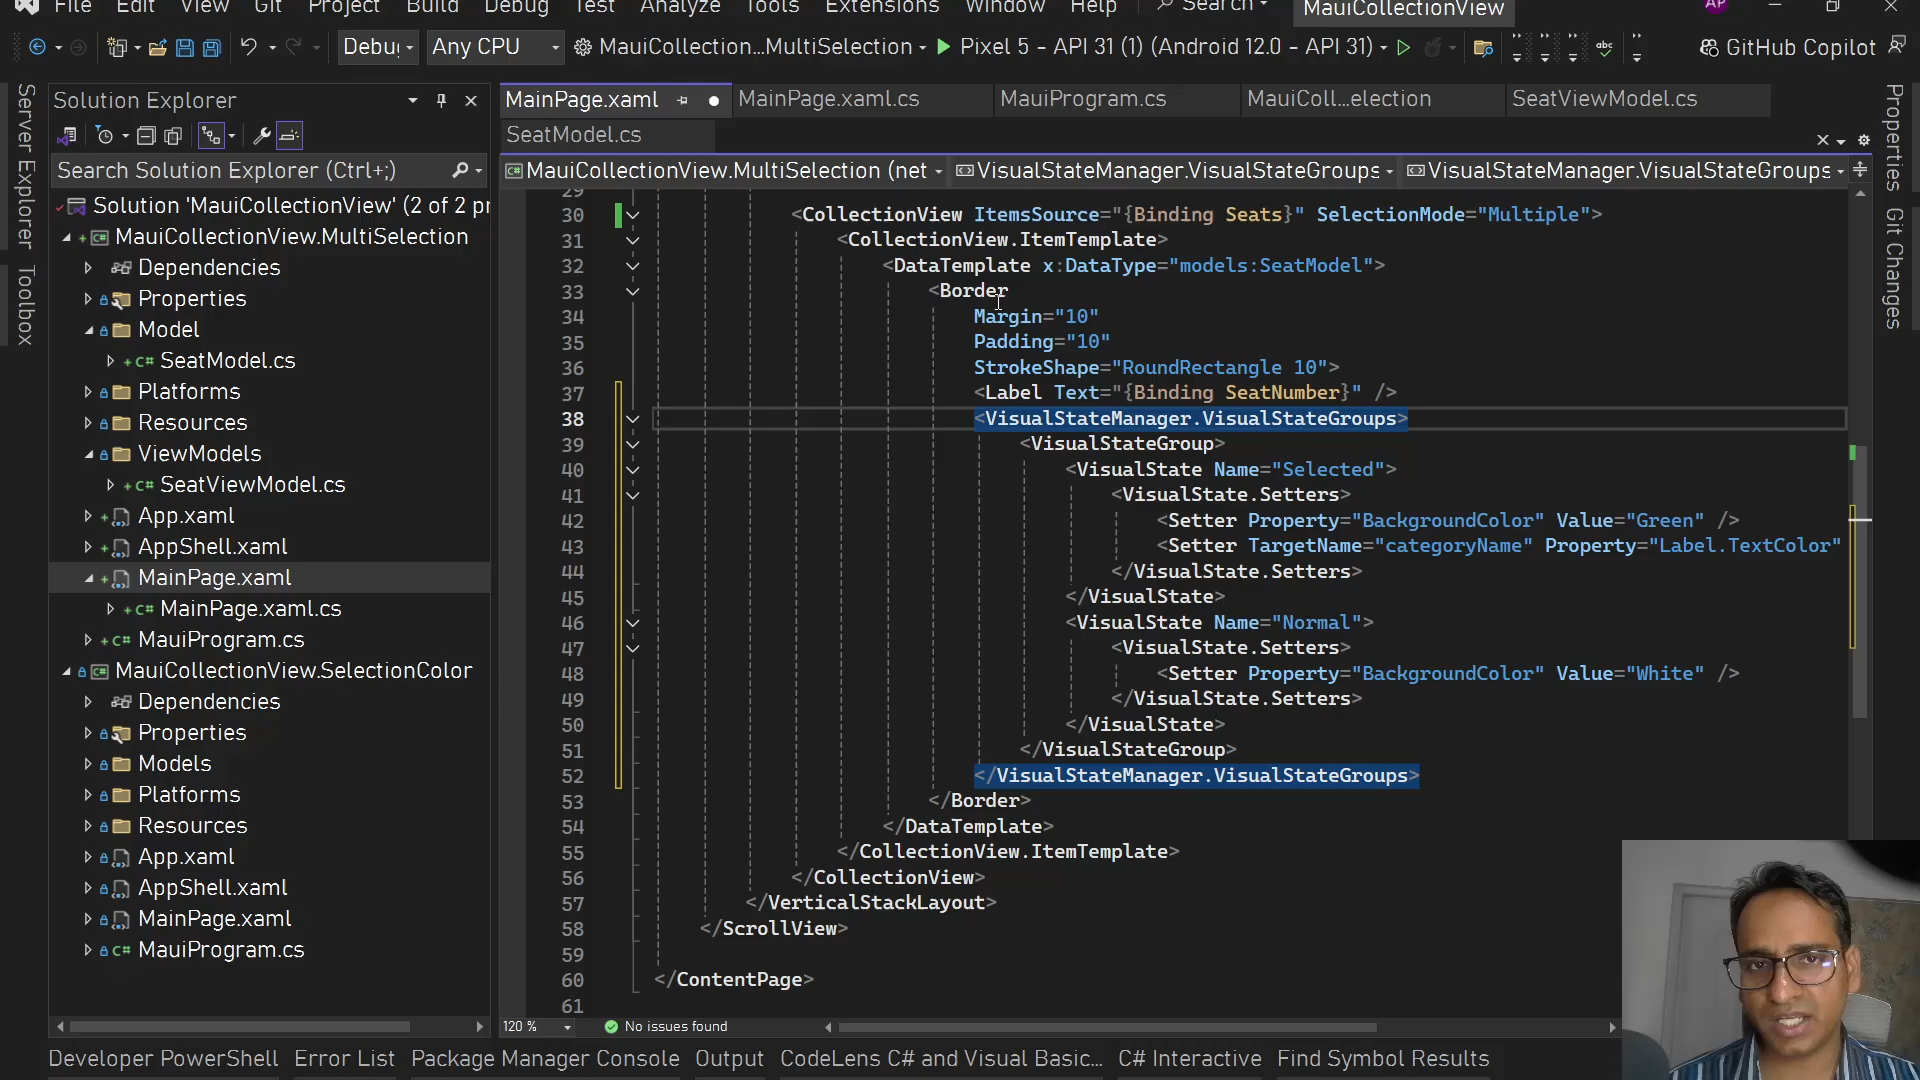 File Edit View Git Project Build Debug Test Analyze Tools Extensions Window Help Search MauiCollectionView AP
Debu Any CPU MauiCollection...MultiSelection Pixel 5 - API 31 (1) (Android 12.0 - API 31) GitHub Copilot
Server Explorer
Toolbox
Solution Explorer
Search Solution Explorer (Ctrl+;)
Solution 'MauiCollectionView' (2 of 2 pr
MauiCollectionView.MultiSelection
Dependencies
Properties
Model
SeatModel.cs
Platforms
Resources
ViewModels
SeatViewModel.cs
App.xaml
AppShell.xaml
MainPage.xaml
MainPage.xaml.cs
MauiProgram.cs
MauiCollectionView.SelectionColor
Dependencies
Properties
Models
Platforms
Resources
App.xaml
AppShell.xaml
MainPage.xaml
MauiProgram.cs
MainPage.xaml MainPage.xaml.cs MauiProgram.cs MauiColl...election SeatViewModel.cs
SeatModel.cs
MauiCollectionView.MultiSelection (net VisualStateManager.VisualStateGroups VisualStateManager.VisualStateGroups
29
30 <CollectionView ItemsSource="{Binding Seats}" SelectionMode="Multiple">
31 <CollectionView.ItemTemplate>
32 <DataTemplate x:DataType="models:SeatModel">
33 <Border
34 Margin="10"
35 Padding="10"
36 StrokeShape="RoundRectangle 10">
37 <Label Text="{Binding SeatNumber}" />
38 <VisualStateManager.VisualStateGroups>
39 <VisualStateGroup>
40 <VisualState Name="Selected">
41 <VisualState.Setters>
42 <Setter Property="BackgroundColor" Value="Green" />
43 <Setter TargetName="categoryName" Property="Label.TextColor"
44 </VisualState.Setters>
45 </VisualState>
46 <VisualState Name="Normal">
47 <VisualState.Setters>
48 <Setter Property="BackgroundColor" Value="White" />
49 </VisualState.Setters>
50 </VisualState>
51 </VisualStateGroup>
52 </VisualStateManager.VisualStateGroups>
53 </Border>
54 </DataTemplate>
55 </CollectionView.ItemTemplate>
56 </CollectionView>
57 </VerticalStackLayout>
58 </ScrollView>
59
60 </ContentPage>
61
120 % No issues found
Properties
Git Changes
Developer PowerShell Error List Package Manager Console Output CodeLens C# and Visual Basic... C# Interactive Find Symbol Results